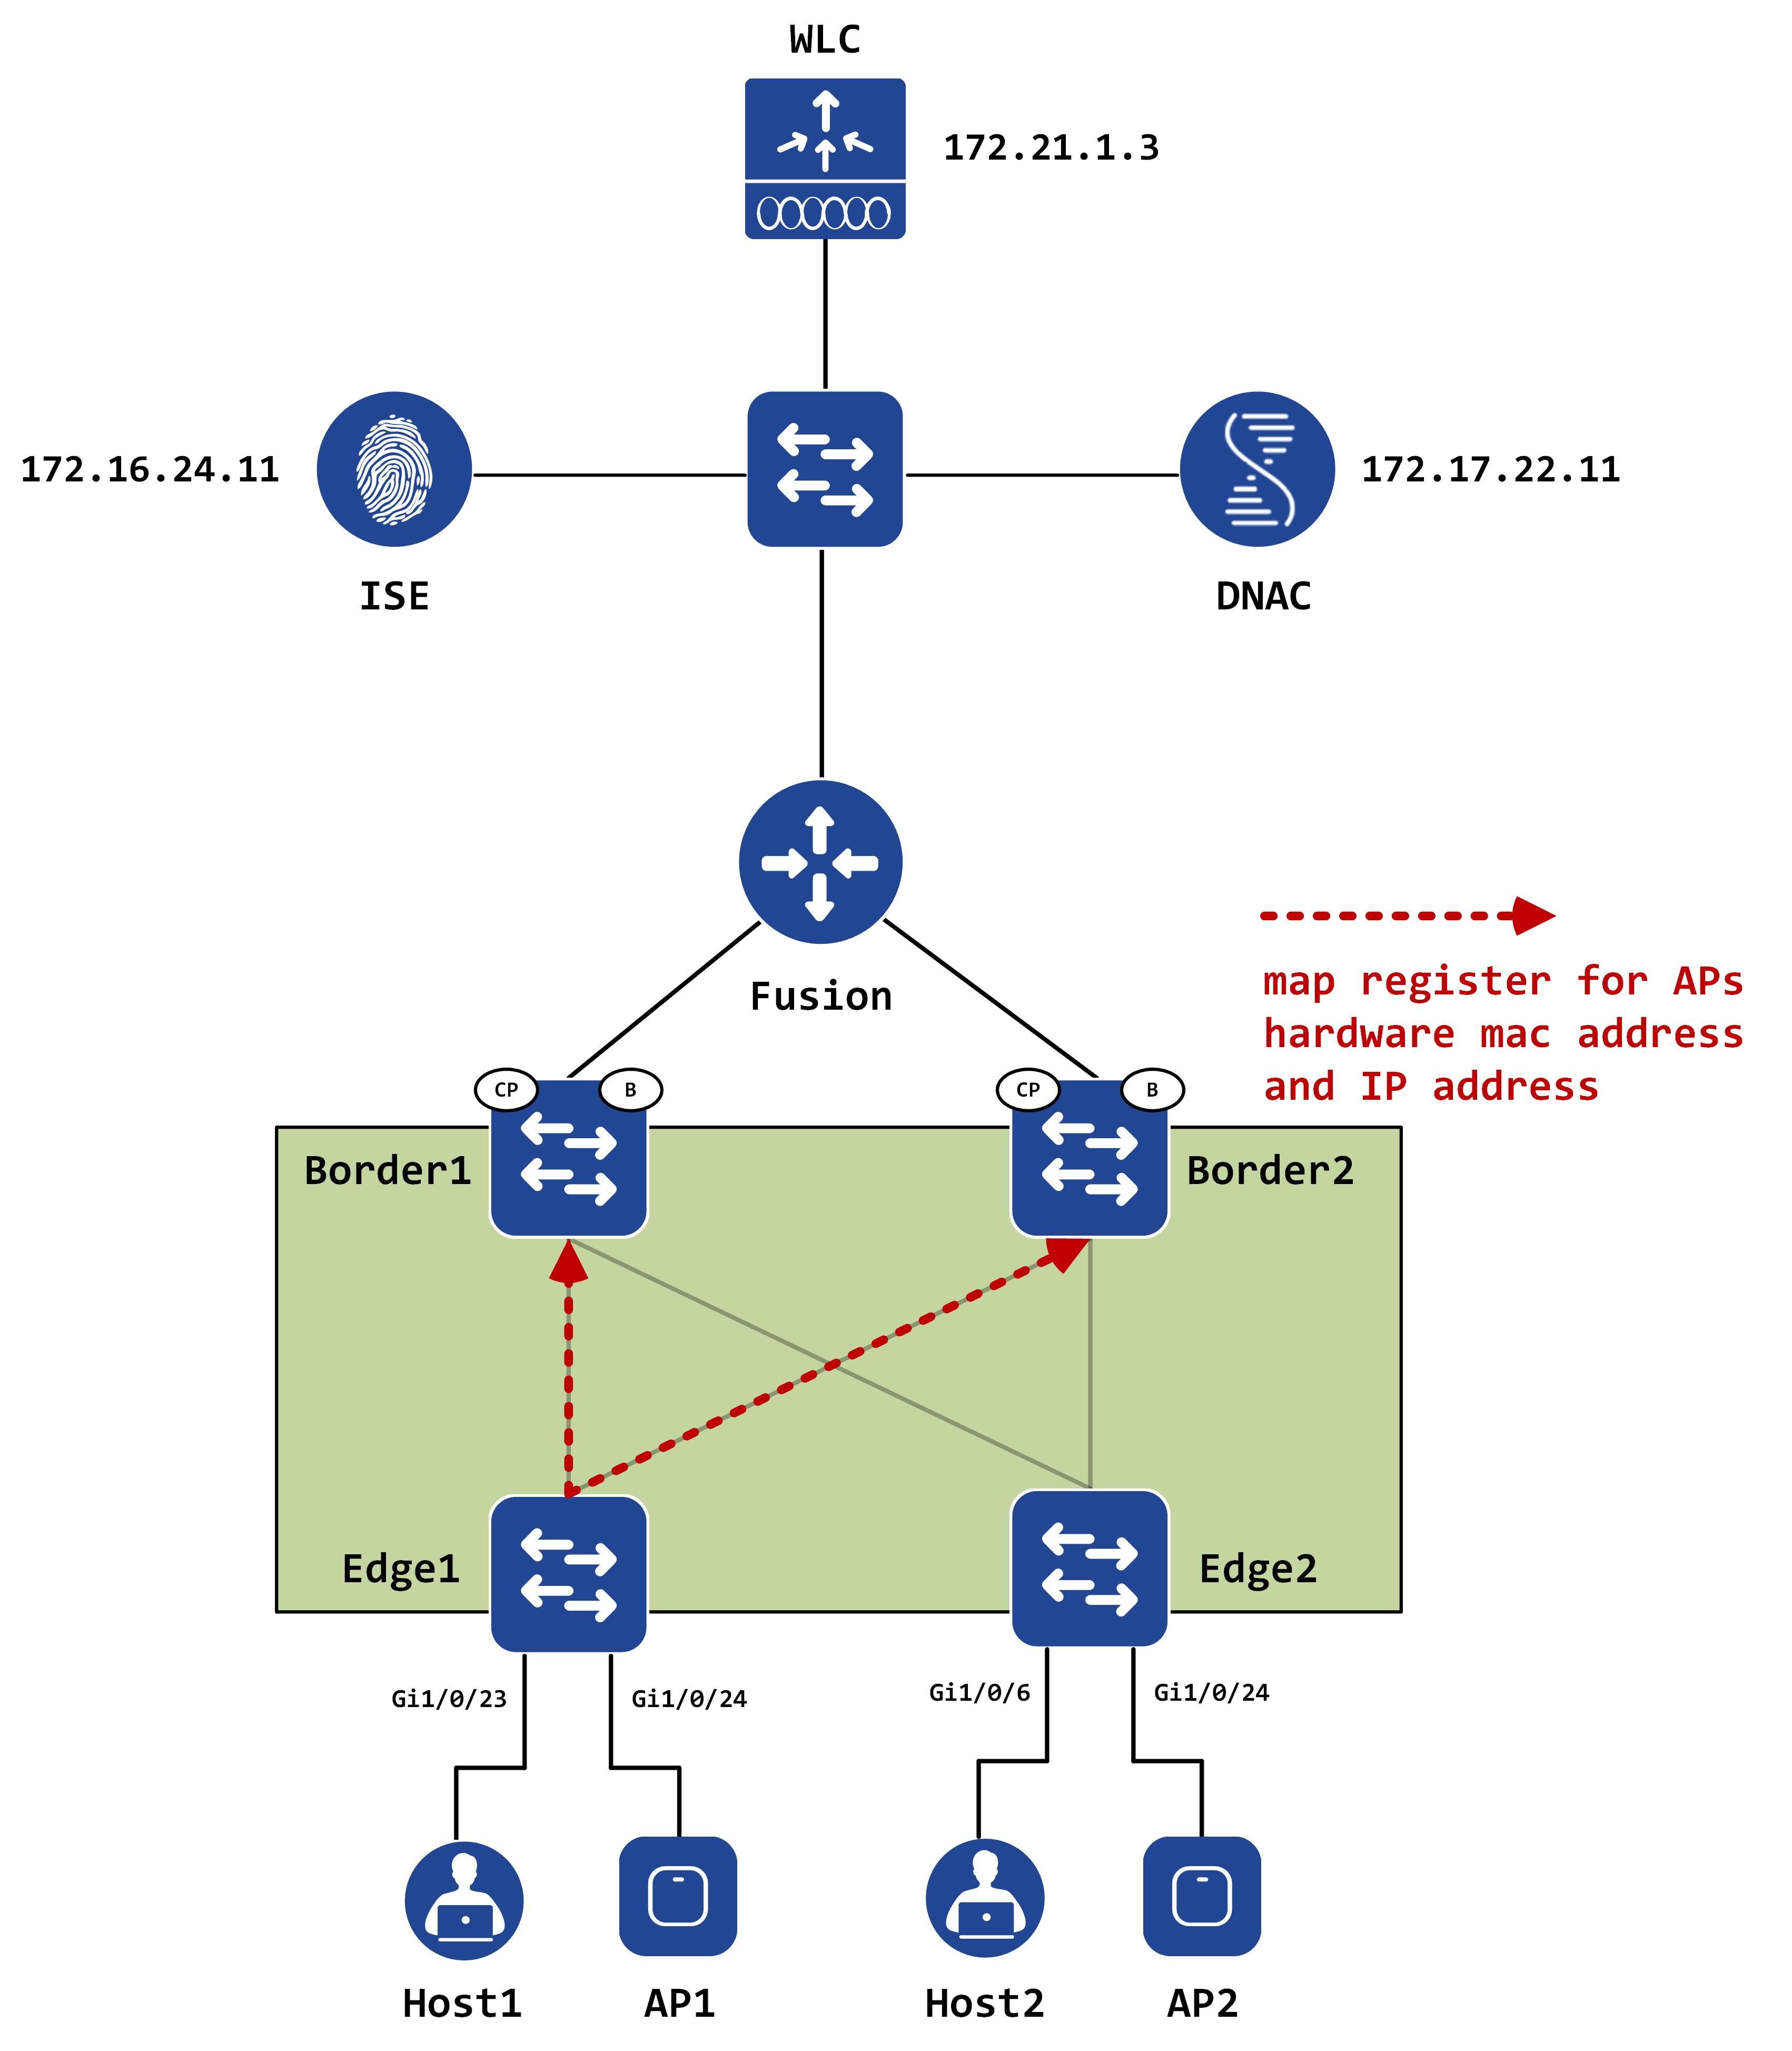 WLC
172.21.1.3
172.16.24.11
172.17.22.11
ISE
DNAC
Fusion
map register for APs
hardware mac address
and IP address
CP
B
CP
B
Border1
Border2
Edge1
Edge2
Gi1/0/23
Gi1/0/24
Gi1/0/6
Gi1/0/24
Host1
AP1
Host2
AP2